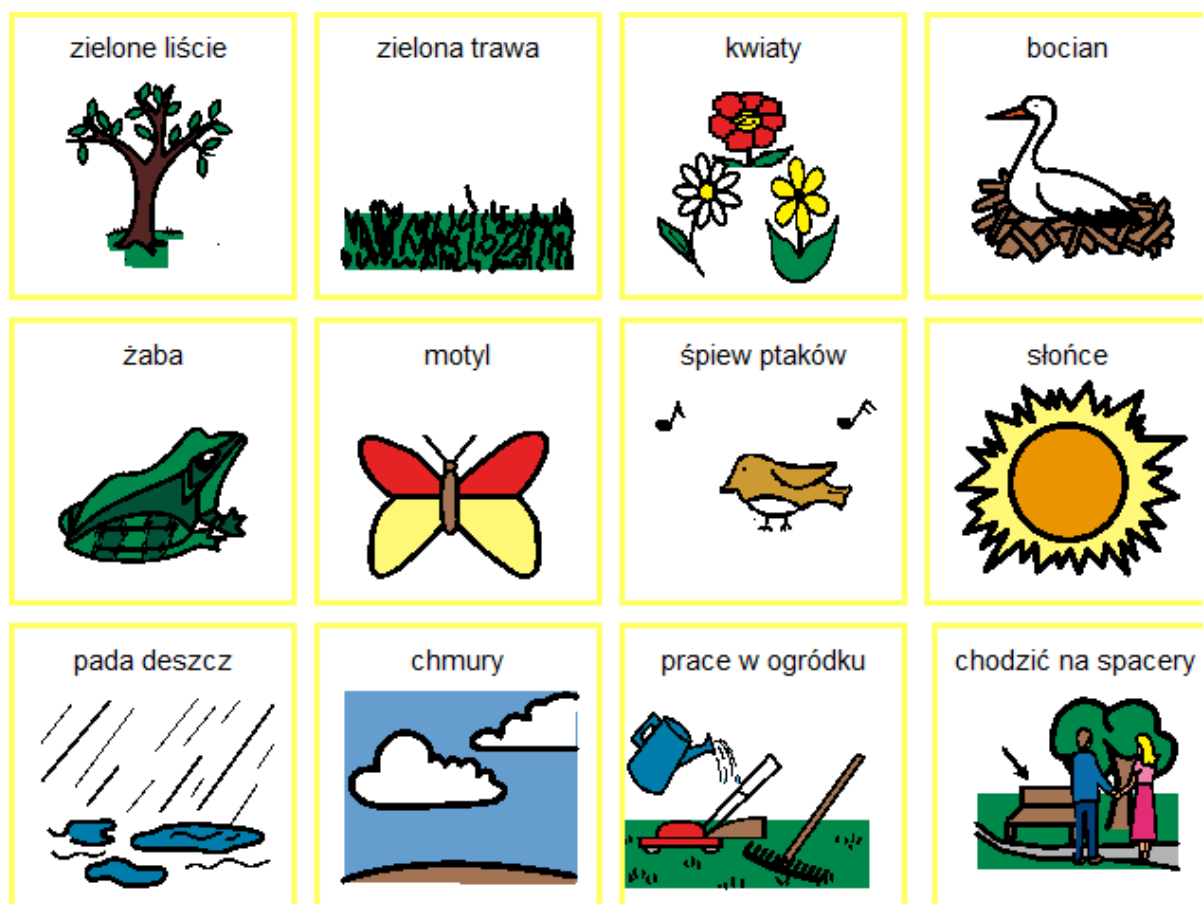 zielone liście
zielona trawa
kwiaty
bocian
żaba
motyl
śpiew ptaków
słońce
pada deszcz
chmury
prace w ogródku
chodzić na spacery